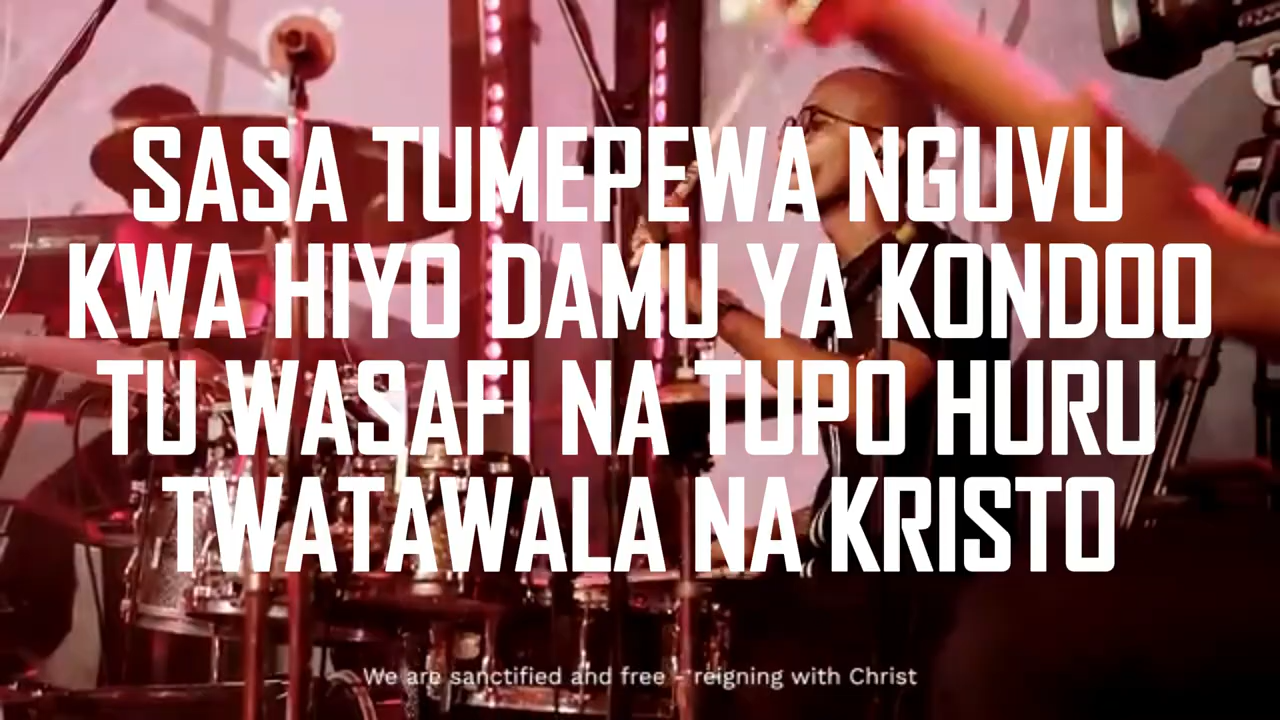 SASA TUMEPEWA NGUVU
KWA HIYO DAMU YA KONDOO
TU WASAFI NA TUPO HURU
TWATAWALA NA KRISTO
We are sanctified and free - reigning with Christ